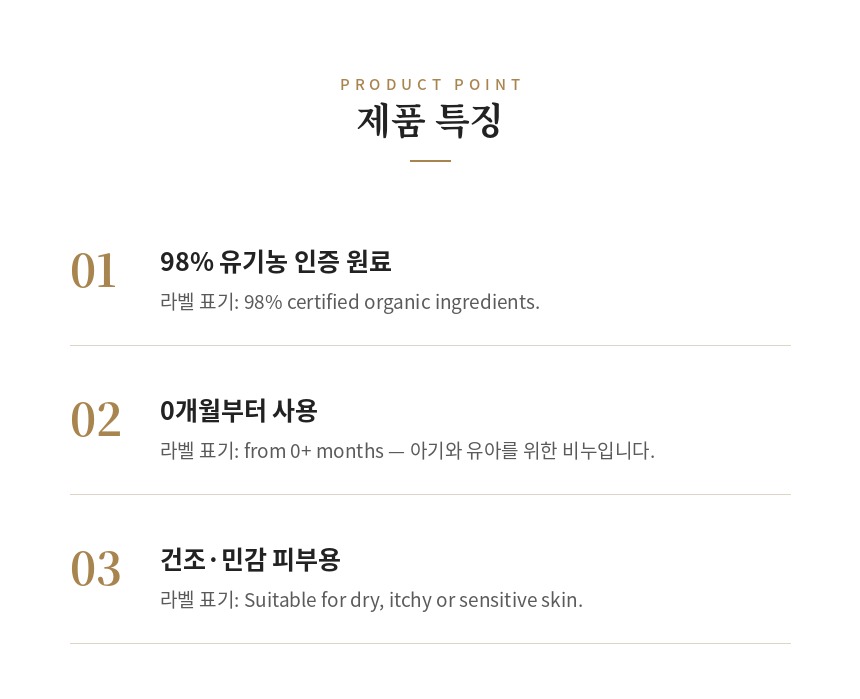 PRODUCT POINT
제품 특징
01
98% 유기농 인증 원료
라벨 표기: 98% certified organic ingredients.
02
0개월부터 사용
라벨 표기: from 0+ months — 아기와 유아를 위한 비누입니다.
03
건조·민감 피부용
라벨 표기: Suitable for dry, itchy or sensitive skin.